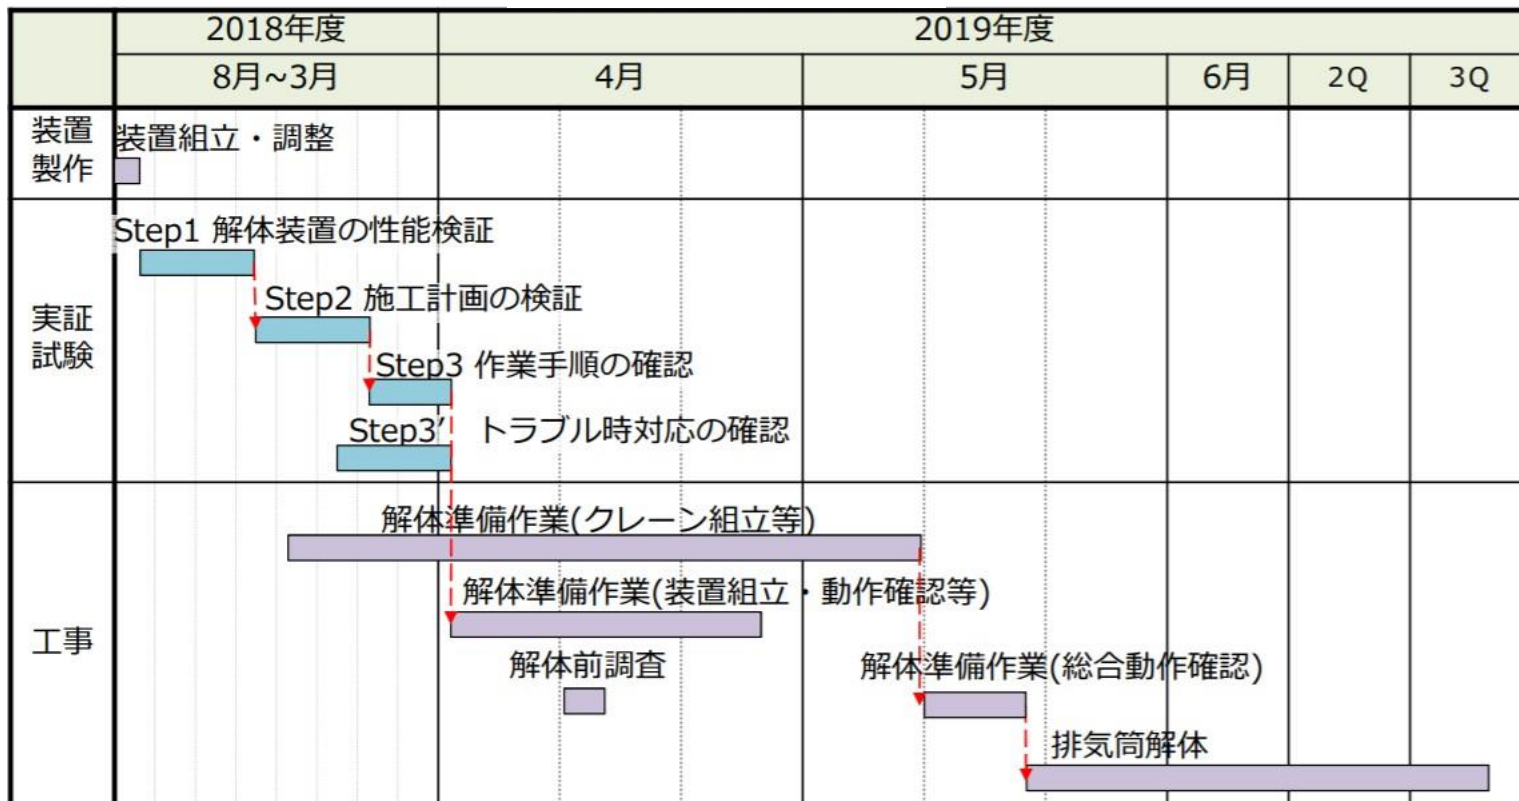 2018年度 2019年度
8月~3月 4月 5月 6月 2Q 3Q
装置
製作
装置組立・調整
実証
試験
Step1 解体装置の性能検証
Step2 施工計画の検証
Step3 作業手順の確認
Step3′ トラブル時対応の確認
工事
解体準備作業(クレーン組立等)
解体準備作業(装置組立・動作確認等)
解体前調査
解体準備作業(総合動作確認)
排気筒解体